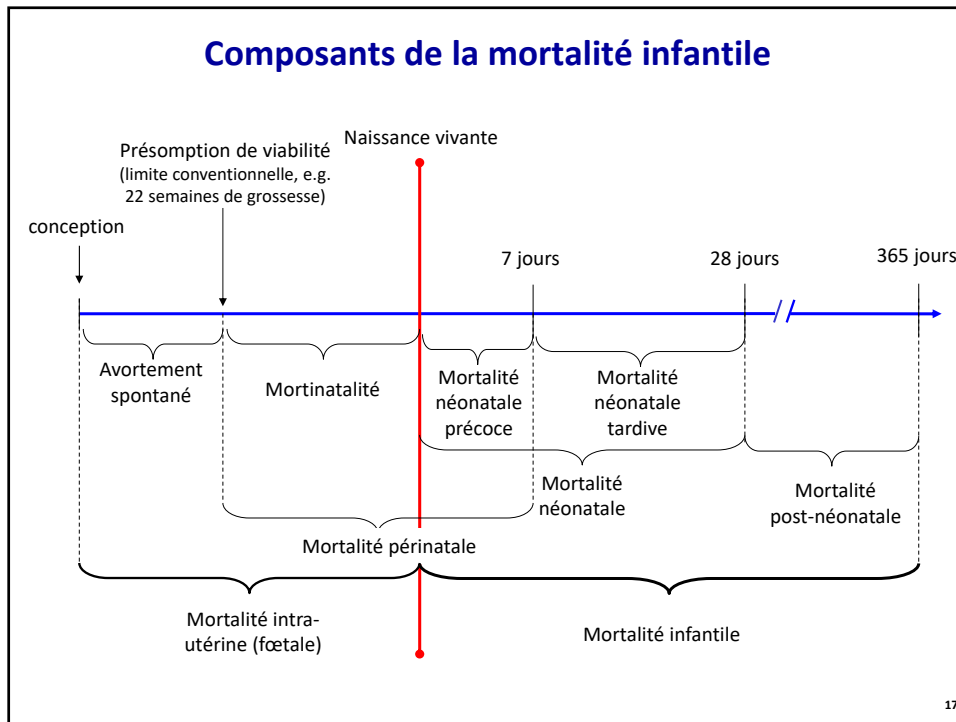 Composants de la mortalité infantile
Naissance vivante
Présomption de viabilité
(limite conventionnelle, e.g.
22 semaines de grossesse)
conception
7 jours
28 jours
365 jours
Avortement
spontané
Mortinatalité
Mortalité
néonatale
précoce
Mortalité
néonatale
tardive
Mortalité
néonatale
Mortalité
post-néonatale
Mortalité périnatale
Mortalité intra-
utérine (fœtale)
Mortalité infantile
17